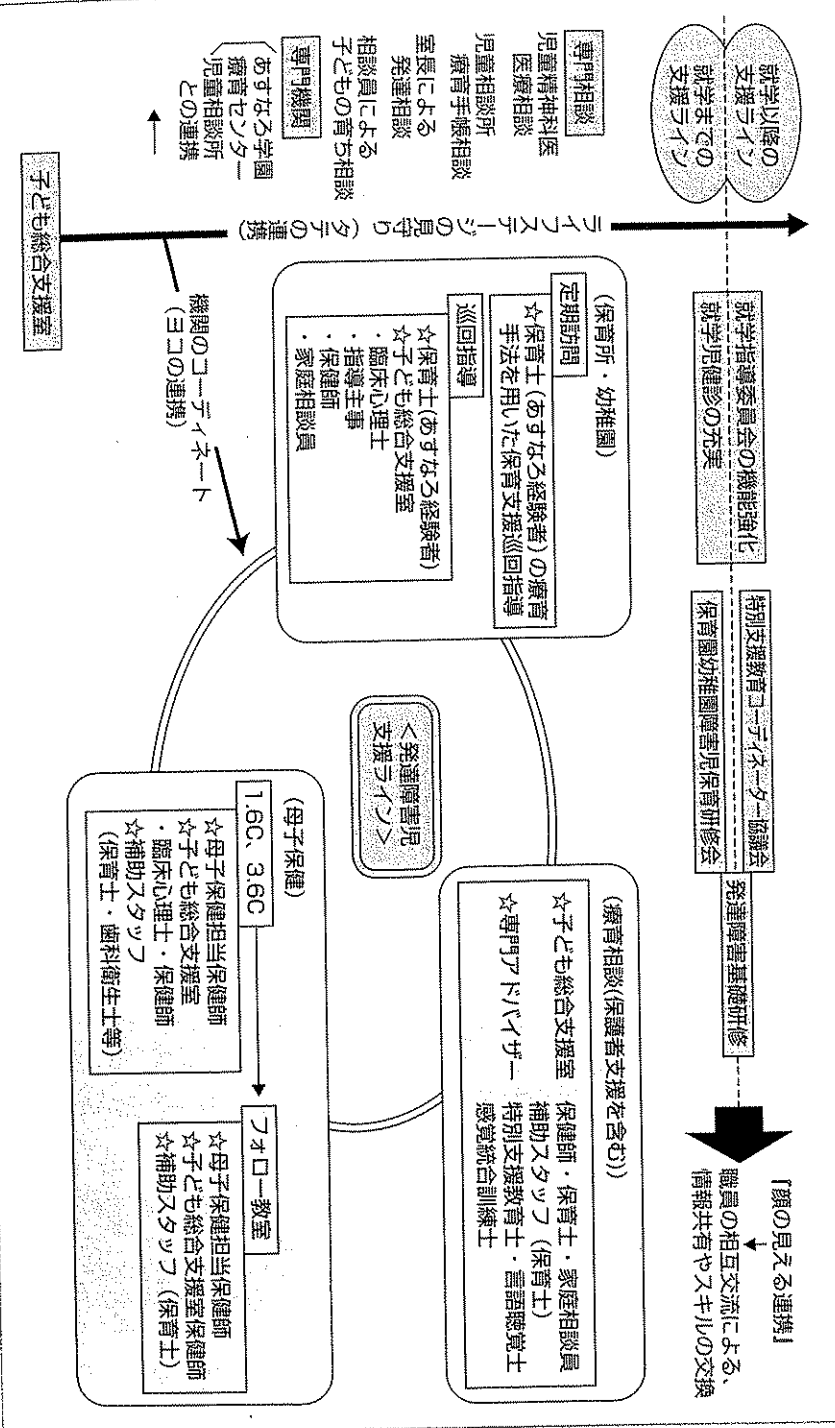 就学以降の
支援ライン
就学までの
支援ライン
就学指導委員会の機能強化
就学児健診の充実
特別支援教育コーディネーター協議会
保育園幼稚園障害児保育研修会
発達障害基礎研修
『顔の見える連携』
職員の相互交流による、
情報共有やスキルの交換
専門相談
児童精神科医
医療相談
児童相談所
療育手帳相談
室長による
発達相談
相談員による
子どもの育ち相談
専門機関
あすなろ学園
療育センター
児童相談所
との連携
ライフステージの見守り(タテの連携)
子ども総合支援室
機関のコーディネート
(ヨコの連携)
(保育所・幼稚園)
定期訪問
☆保育士(あすなろ経験者)の療育
手法を用いた保育支援巡回指導
巡回指導
☆保育士(あすなろ経験者)
☆子ども総合支援室
・臨床心理士
・指導主事
・保健師
・家庭相談員
<発達障害児
支援ライン>
(療育相談(保護者支援を含む))
☆子ども総合支援室 保健師・保育士・家庭相談員
補助スタッフ(保育士)
☆専門アドバイザー 特別支援教育士・言語聴覚士
感覚統合訓練士
(母子保健)
1.6C、3.6C
☆母子保健担当保健師
☆子ども総合支援室
・臨床心理士・保健師
☆補助スタッフ
(保育士・歯科衛生士等)
フォロー教室
☆母子保健担当保健師
☆子ども総合支援室保健師
☆補助スタッフ(保育士)